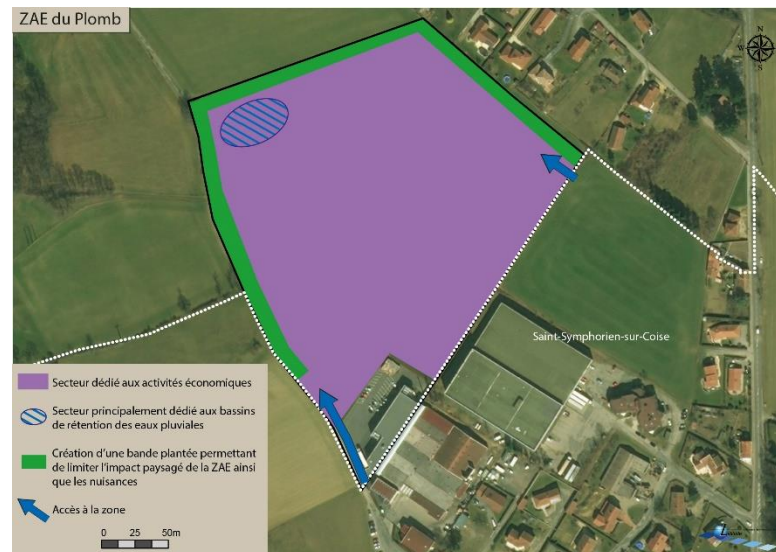 ZAE du Plomb
N
W
Saint-Symphorien-sur-Coise
Secteur dédié aux activités économiques
Secteur principalement dédié aux bassins
de rétention des eaux pluviales
Création d'une bande plantée permettant
de limiter l'impact paysagé de la ZAE ainsi
que les nuisances
Accès à la zone
0 25 50m